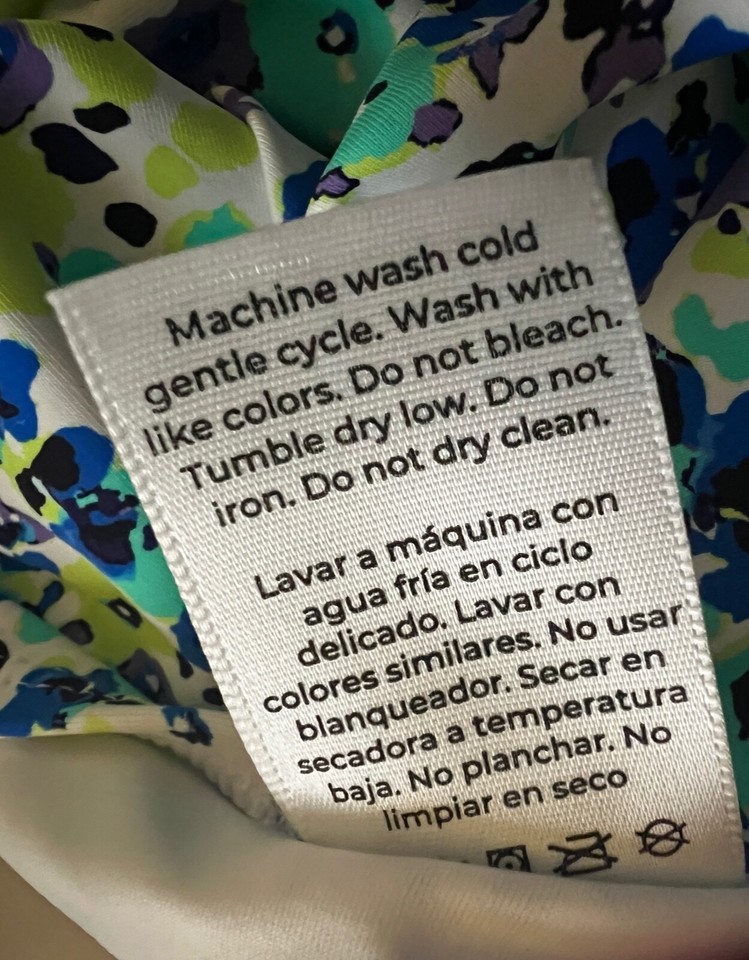 Machine wash cold
gentle cycle. Wash with
like colors. Do not bleach.
Tumble dry low. Do not
iron. Do not dry clean.
Lavar a máquina con
agua fría en ciclo
delicado. Lavar con
colores similares. No usar
blanqueador. Secar en
secadora a temperatura
baja. No planchar. No
limpiar en seco